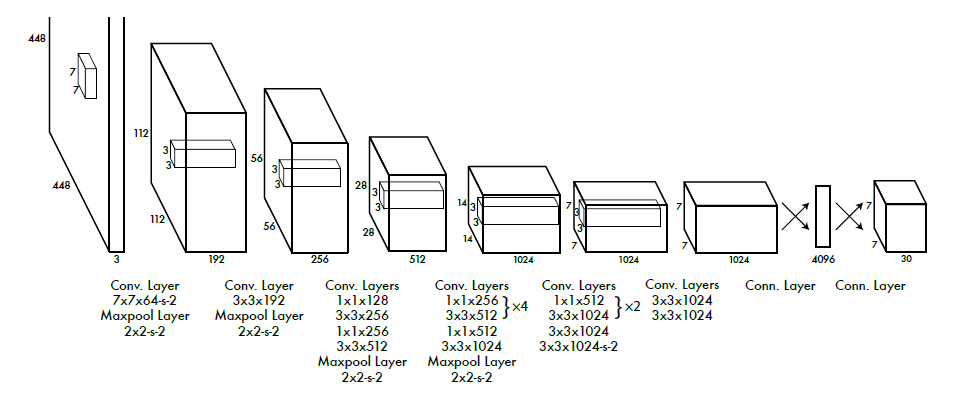 448
7
7
448
3
112
3
3
112
192
56
3
3
56
256
28
3
3
28
512
14
3
3
14
1024
7
3
3
7
1024
7
7
1024
4096
7
7
30
Conv. Layer
7x7x64-s-2
Maxpool Layer
2x2-s-2
Conv. Layer
3x3x192
Maxpool Layer
2x2-s-2
Conv. Layers
1x1x128
3x3x256
1x1x256
3x3x512
Maxpool Layer
2x2-s-2
Conv. Layers
1x1x256
3x3x512
}×4
1x1x512
3x3x1024
Maxpool Layer
2x2-s-2
Conv. Layers
1x1x512
3x3x1024
}×2
3x3x1024
3x3x1024-s-2
Conv. Layers
3x3x1024
3x3x1024
Conn. Layer
Conn. Layer